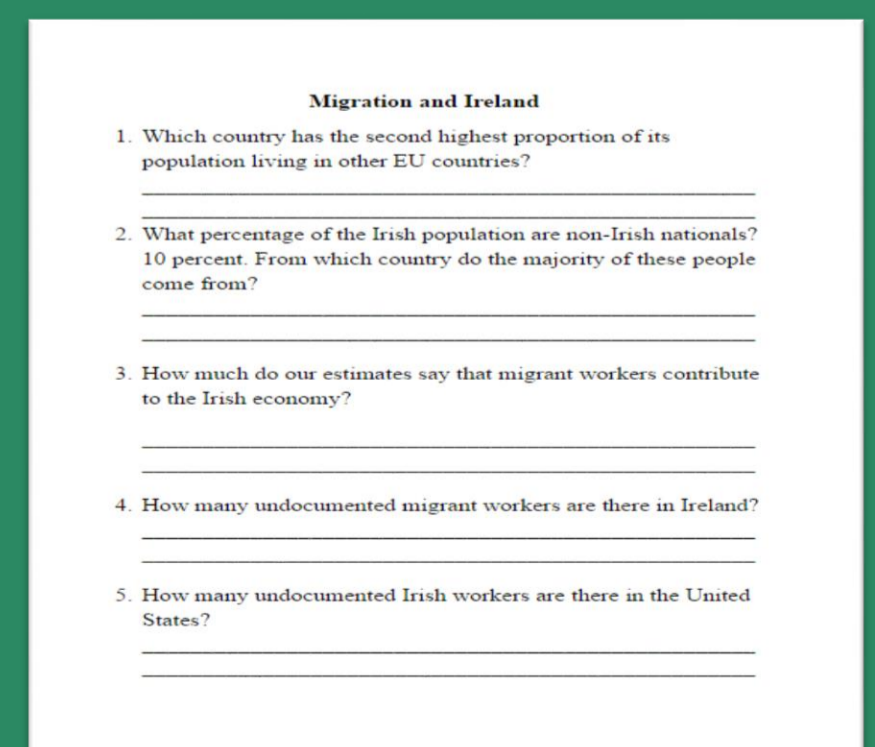 Migration and Ireland
1. Which country has the second highest proportion of its
population living in other EU countries?
2. What percentage of the Irish population are non-Irish nationals?
10 percent. From which country do the majority of these people
come from?
3. How much do our estimates say that migrant workers contribute
to the Irish economy?
4. How many undocumented migrant workers are there in Ireland?
5. How many undocumented Irish workers are there in the United
States?